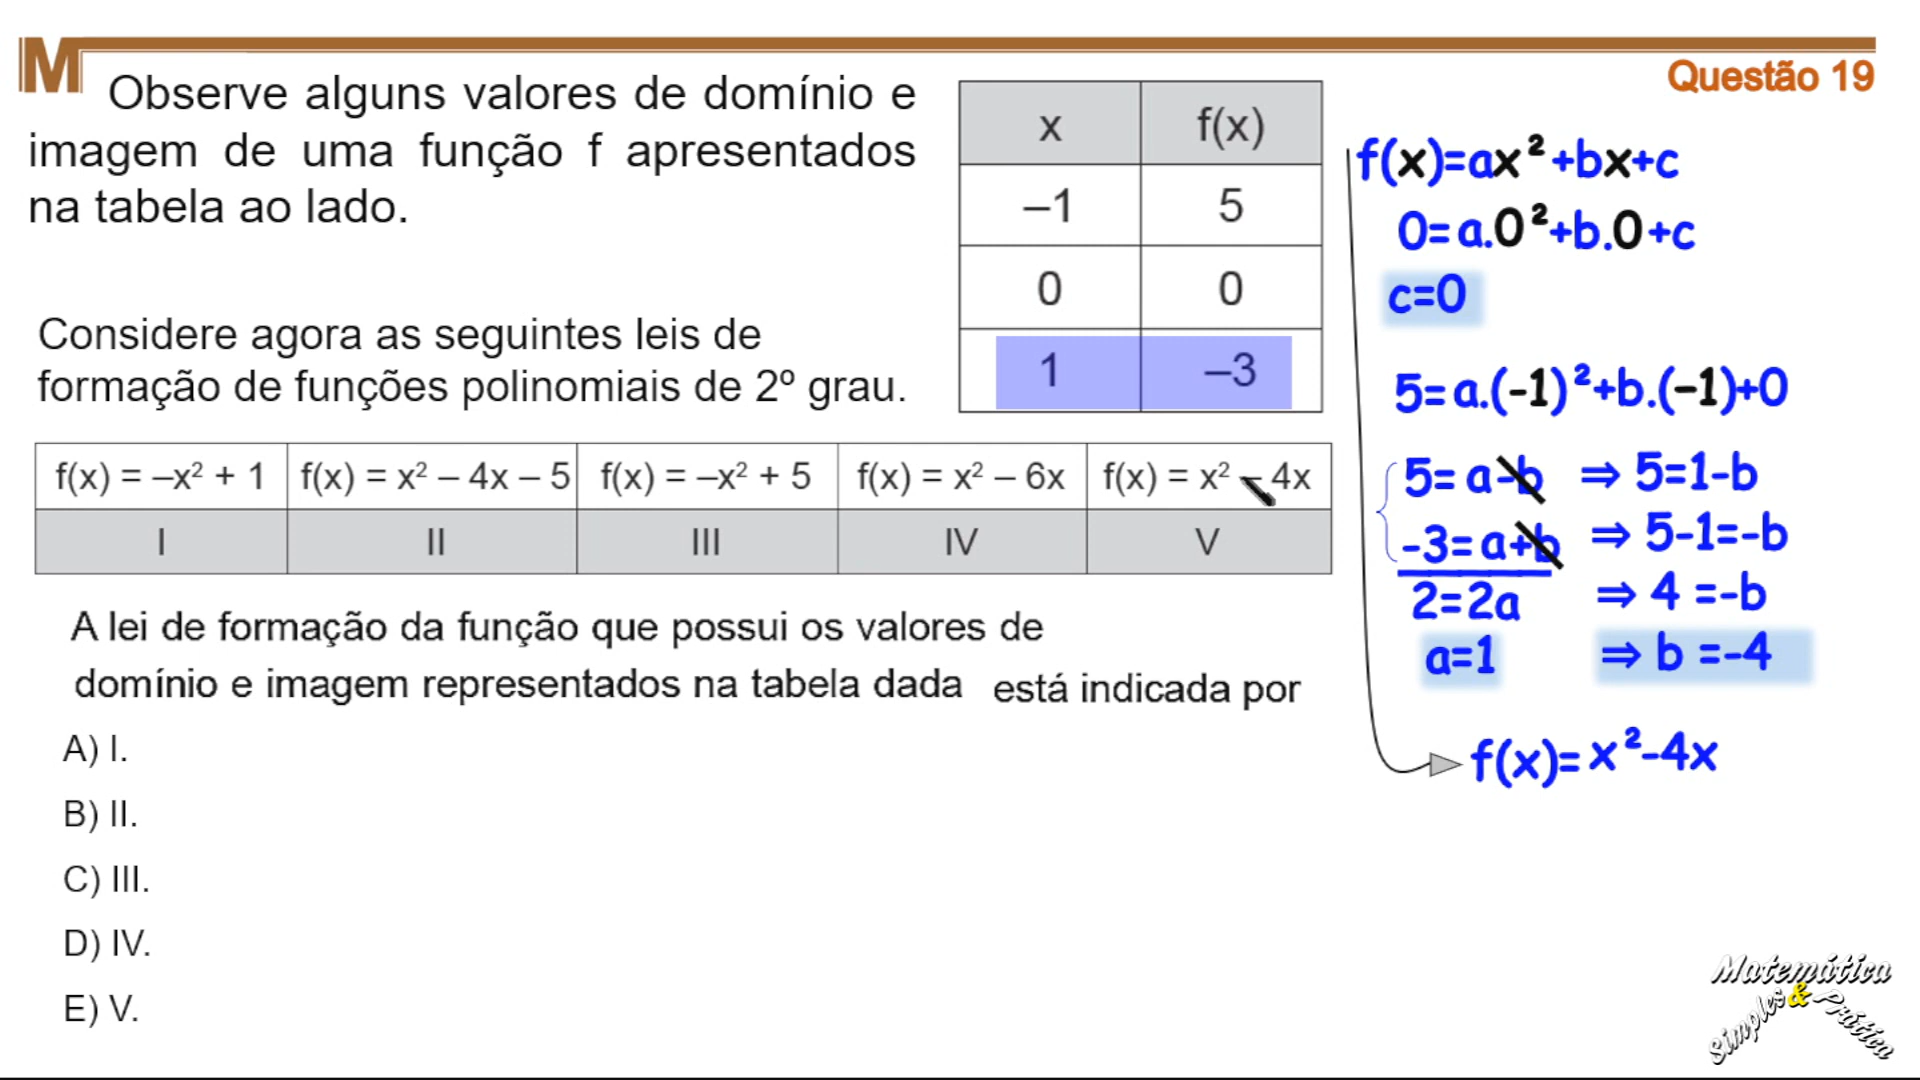 M
Questão 19
Observe alguns valores de domínio e
imagem de uma função f apresentados
na tabela ao lado.
x f(x)
–1 5
0 0
1 –3
Considere agora as seguintes leis de
formação de funções polinomiais de 2º grau.
f(x) = –x² + 1 f(x) = x² – 4x – 5 f(x) = –x² + 5 f(x) = x² – 6x f(x) = x² – 4x
I II III IV V
A lei de formação da função que possui os valores de
domínio e imagem representados na tabela dada está indicada por
A) I.
B) II.
C) III.
D) IV.
E) V.
f(x)=ax²+bx+c
0=a.0²+b.0+c
c=0
5=a.(-1)²+b.(-1)+0
5=a-b ⇒ 5=1-b
-3=a+b ⇒ 5-1=-b
2=2a ⇒ 4 =-b
a=1 ⇒ b =-4
f(x)=x²-4x
Matemática
Simples & Prática